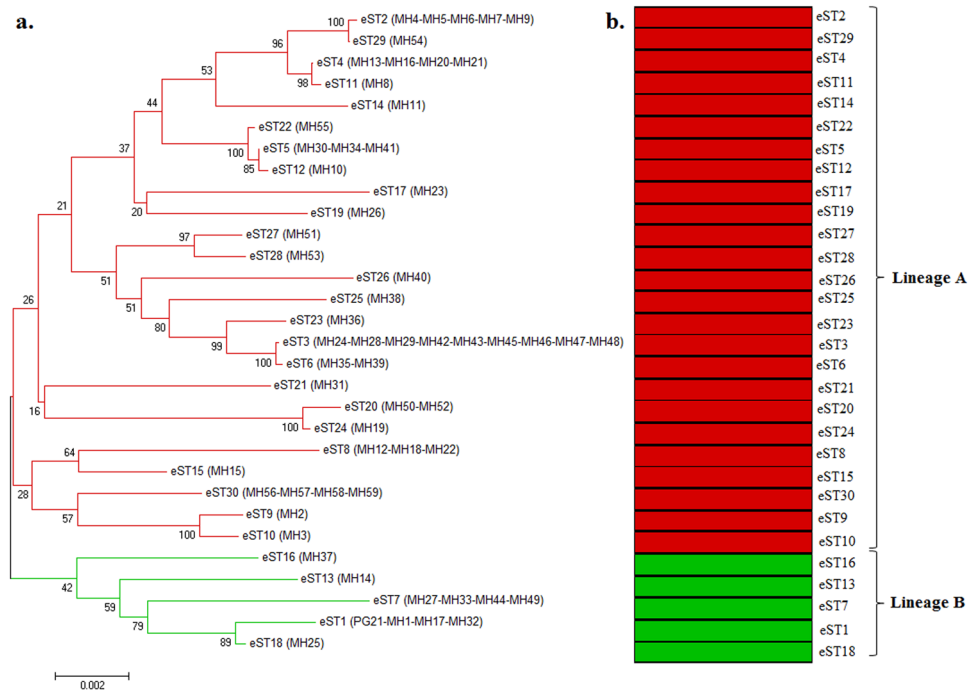 a.
eST2 (MH4-MH5-MH6-MH7-MH9)
100
eST29 (MH54)
96
eST4 (MH13-MH16-MH20-MH21)
53
98
eST11 (MH8)
44
eST14 (MH11)
eST22 (MH55)
37
100
eST5 (MH30-MH34-MH41)
85
eST12 (MH10)
eST17 (MH23)
21
20
eST19 (MH26)
97
eST27 (MH51)
eST28 (MH53)
51
eST26 (MH40)
26
51
eST25 (MH38)
80
eST23 (MH36)
99
eST3 (MH24-MH28-MH29-MH42-MH43-MH45-MH46-MH47-MH48)
100
eST6 (MH35-MH39)
eST21 (MH31)
16
eST20 (MH50-MH52)
100
eST24 (MH19)
64
eST8 (MH12-MH18-MH22)
eST15 (MH15)
28
eST30 (MH56-MH57-MH58-MH59)
57
eST9 (MH2)
100
eST10 (MH3)
eST16 (MH37)
42
eST13 (MH14)
59
eST7 (MH27-MH33-MH44-MH49)
79
eST1 (PG21-MH1-MH17-MH32)
89
eST18 (MH25)
0.002
b.
eST2
eST29
eST4
eST11
eST14
eST22
eST5
eST12
eST17
eST19
eST27
eST28
eST26
eST25
eST23
eST3
eST6
eST21
eST20
eST24
eST8
eST15
eST30
eST9
eST10
eST16
eST13
eST7
eST1
eST18
Lineage A
Lineage B